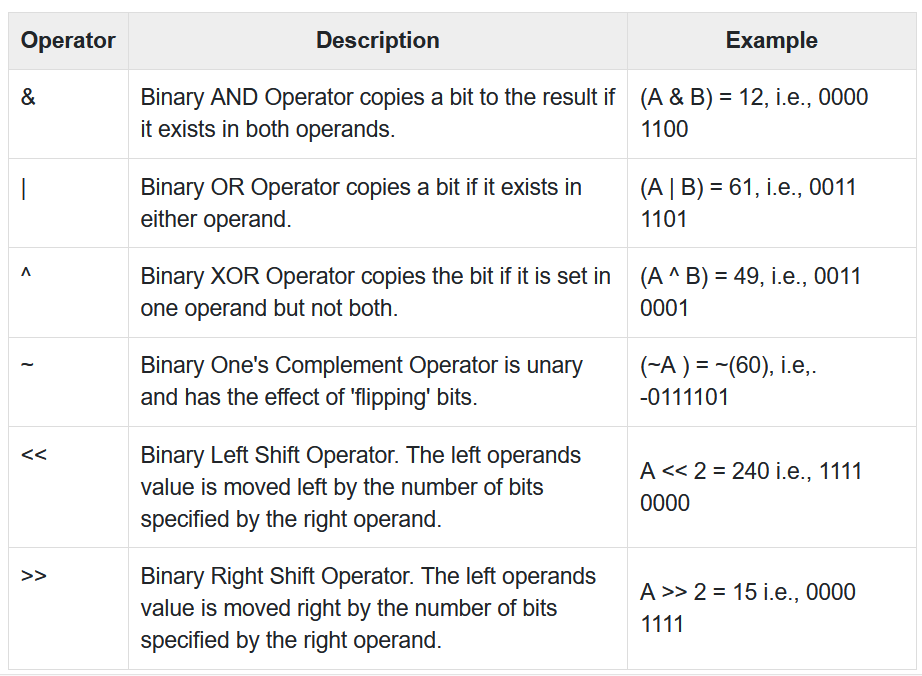 Operator Description Example
& Binary AND Operator copies a bit to the result if (A & B) = 12, i.e., 0000
it exists in both operands. 1100
| Binary OR Operator copies a bit if it exists in (A | B) = 61, i.e., 0011
either operand. 1101
^ Binary XOR Operator copies the bit if it is set in (A ^ B) = 49, i.e., 0011
one operand but not both. 0001
~ Binary One's Complement Operator is unary (~A ) = ~(60), i.e,.
and has the effect of 'flipping' bits. -0111101
<< Binary Left Shift Operator. The left operands
value is moved left by the number of bits
specified by the right operand.
A << 2 = 240 i.e., 1111
0000
>> Binary Right Shift Operator. The left operands
value is moved right by the number of bits
specified by the right operand.
A >> 2 = 15 i.e., 0000
1111